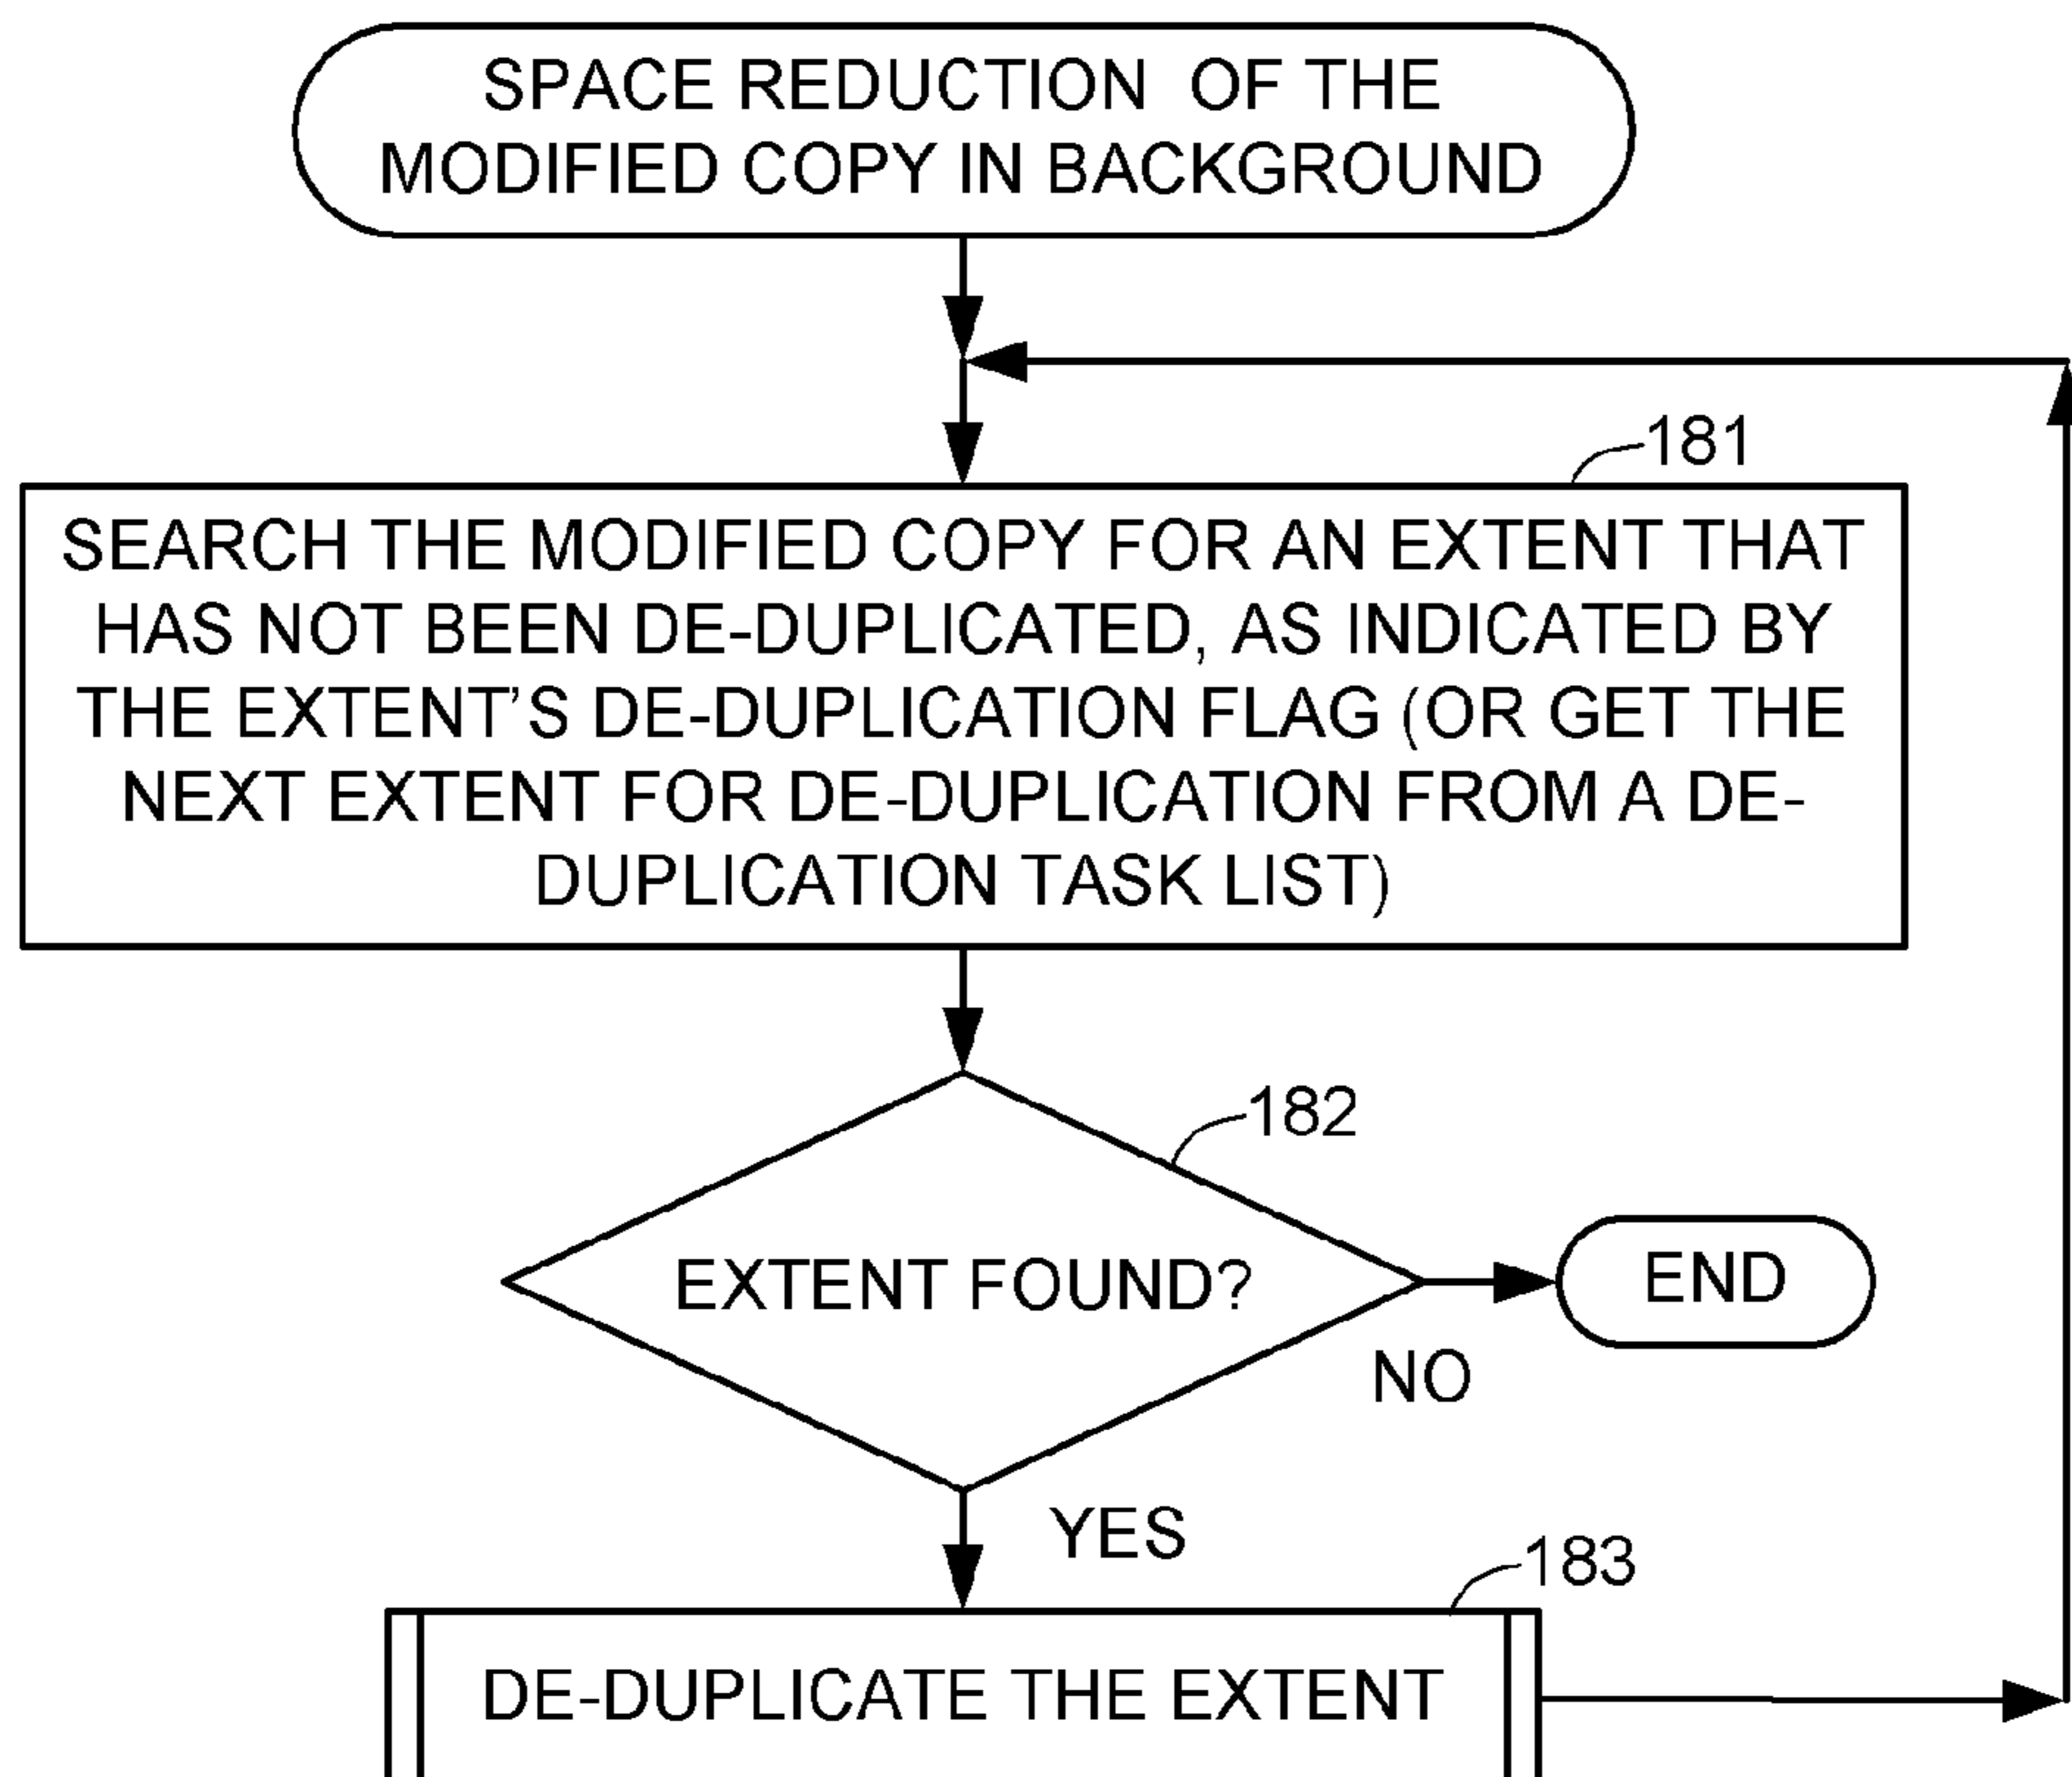 SPACE REDUCTION OF THE
MODIFIED COPY IN BACKGROUND
181
SEARCH THE MODIFIED COPY FOR AN EXTENT THAT
HAS NOT BEEN DE-DUPLICATED, AS INDICATED BY
THE EXTENT'S DE-DUPLICATION FLAG (OR GET THE
NEXT EXTENT FOR DE-DUPLICATION FROM A DE-
DUPLICATION TASK LIST)
182
EXTENT FOUND?
END
NO
YES
183
DE-DUPLICATE THE EXTENT